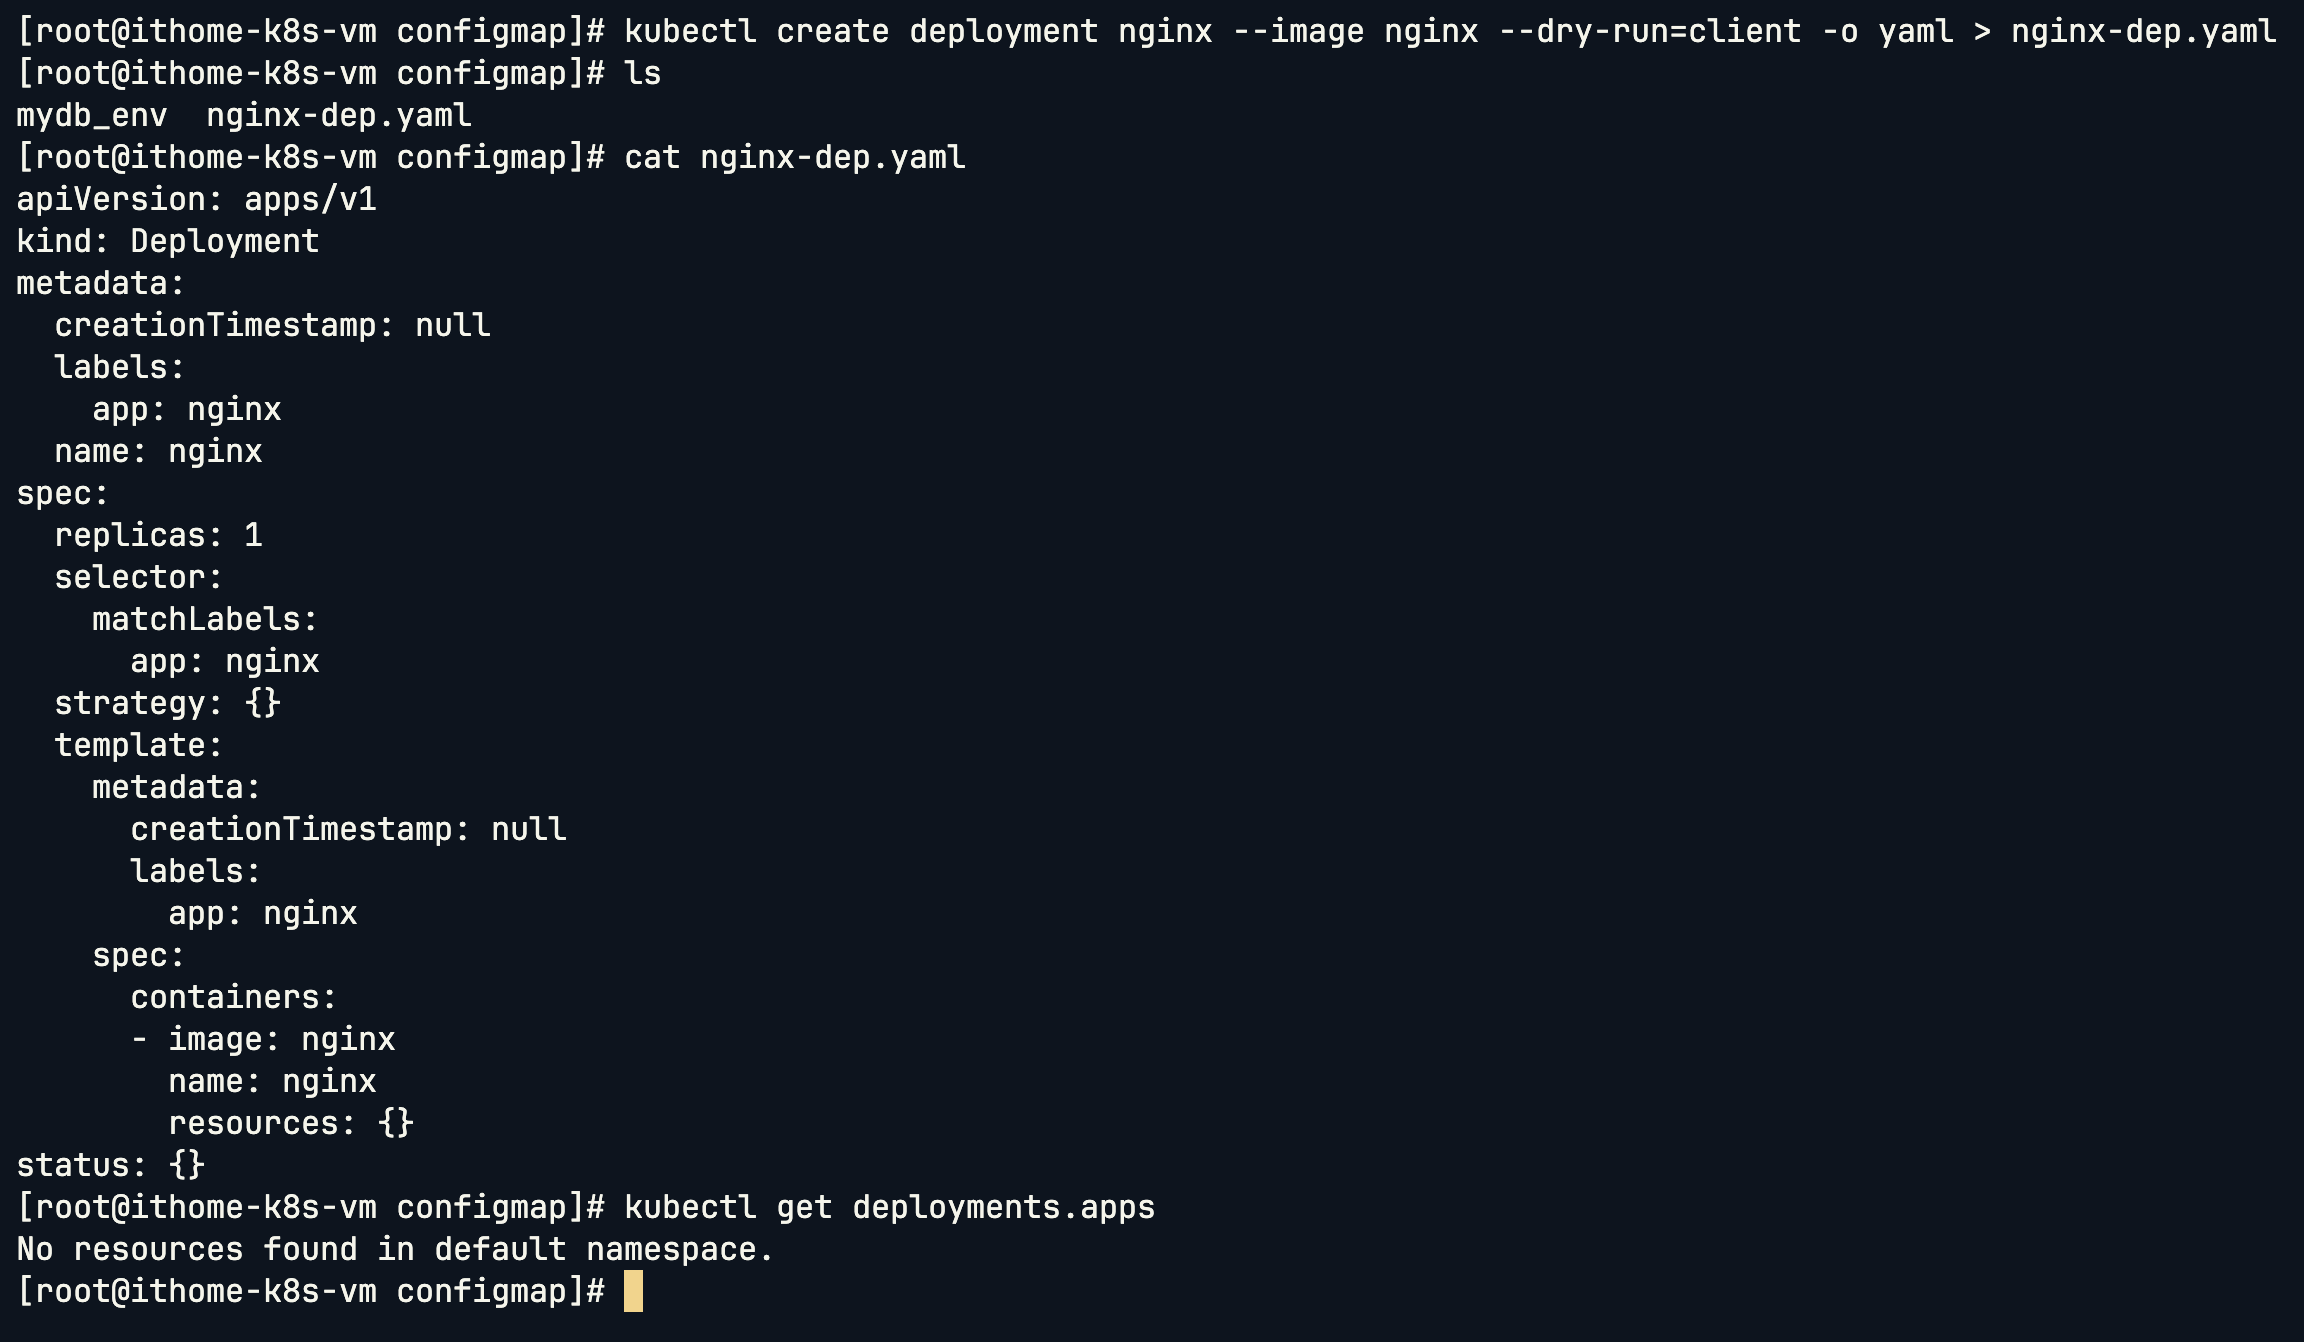 [root@ithome-k8s-vm configmap]# kubectl create deployment nginx --image nginx --dry-run=client -o yaml > nginx-dep.yaml
[root@ithome-k8s-vm configmap]# ls
mydb_env  nginx-dep.yaml
[root@ithome-k8s-vm configmap]# cat nginx-dep.yaml
apiVersion: apps/v1
kind: Deployment
metadata:
  creationTimestamp: null
  labels:
    app: nginx
  name: nginx
spec:
  replicas: 1
  selector:
    matchLabels:
      app: nginx
  strategy: {}
  template:
    metadata:
      creationTimestamp: null
      labels:
        app: nginx
    spec:
      containers:
      - image: nginx
        name: nginx
        resources: {}
status: {}
[root@ithome-k8s-vm configmap]# kubectl get deployments.apps
No resources found in default namespace.
[root@ithome-k8s-vm configmap]#